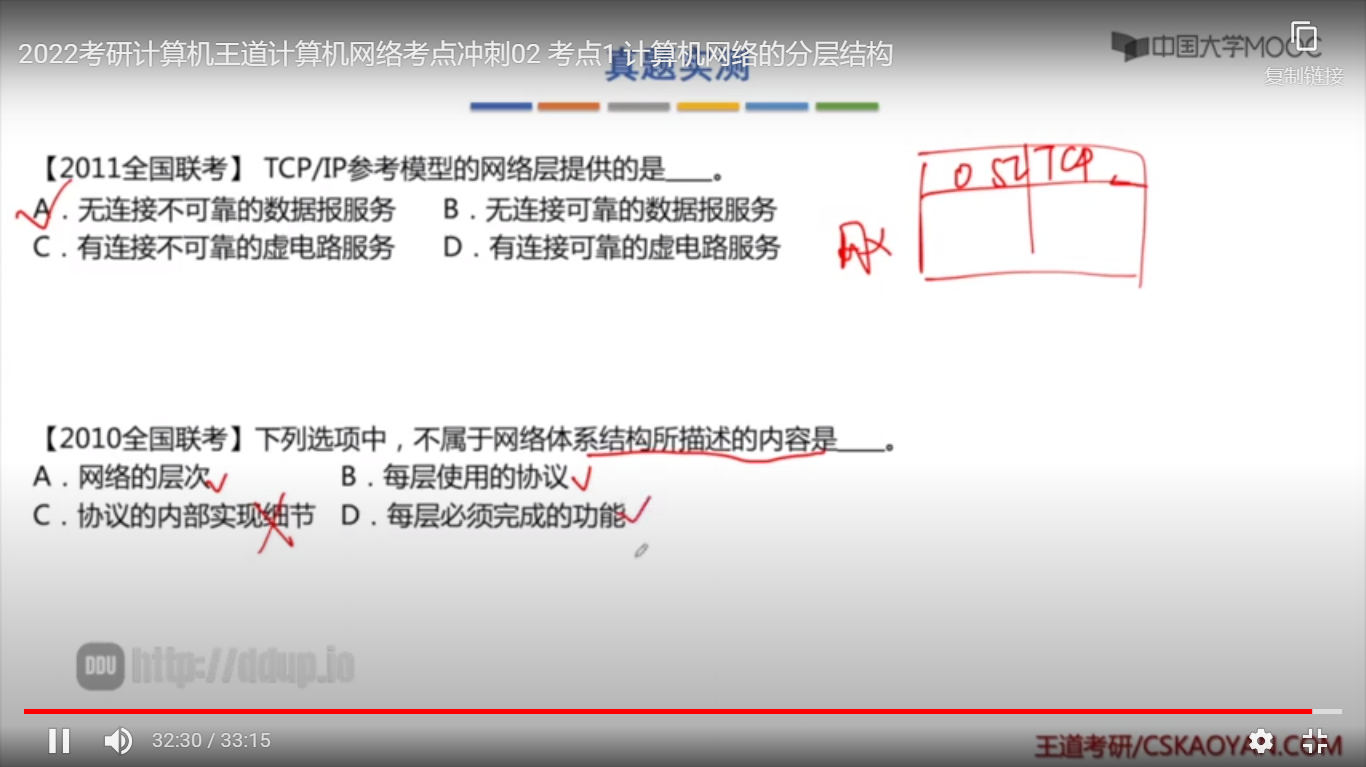 2022考研计算机王道计算机网络考点冲刺02 考点1 计算机网络的分层结构
真题实测
中国大学MOOC
复制链接
【2011全国联考】 TCP/IP参考模型的网络层提供的是____。
A．无连接不可靠的数据报服务 B．无连接可靠的数据报服务
C．有连接不可靠的虚电路服务 D．有连接可靠的虚电路服务
OSI TCP
【2010全国联考】下列选项中，不属于网络体系结构所描述的内容是____。
A．网络的层次 B．每层使用的协议
C．协议的内部实现细节 D．每层必须完成的功能
DDU http://ddup.io
32:30 / 33:15
王道考研/CSKAOYAN.COM